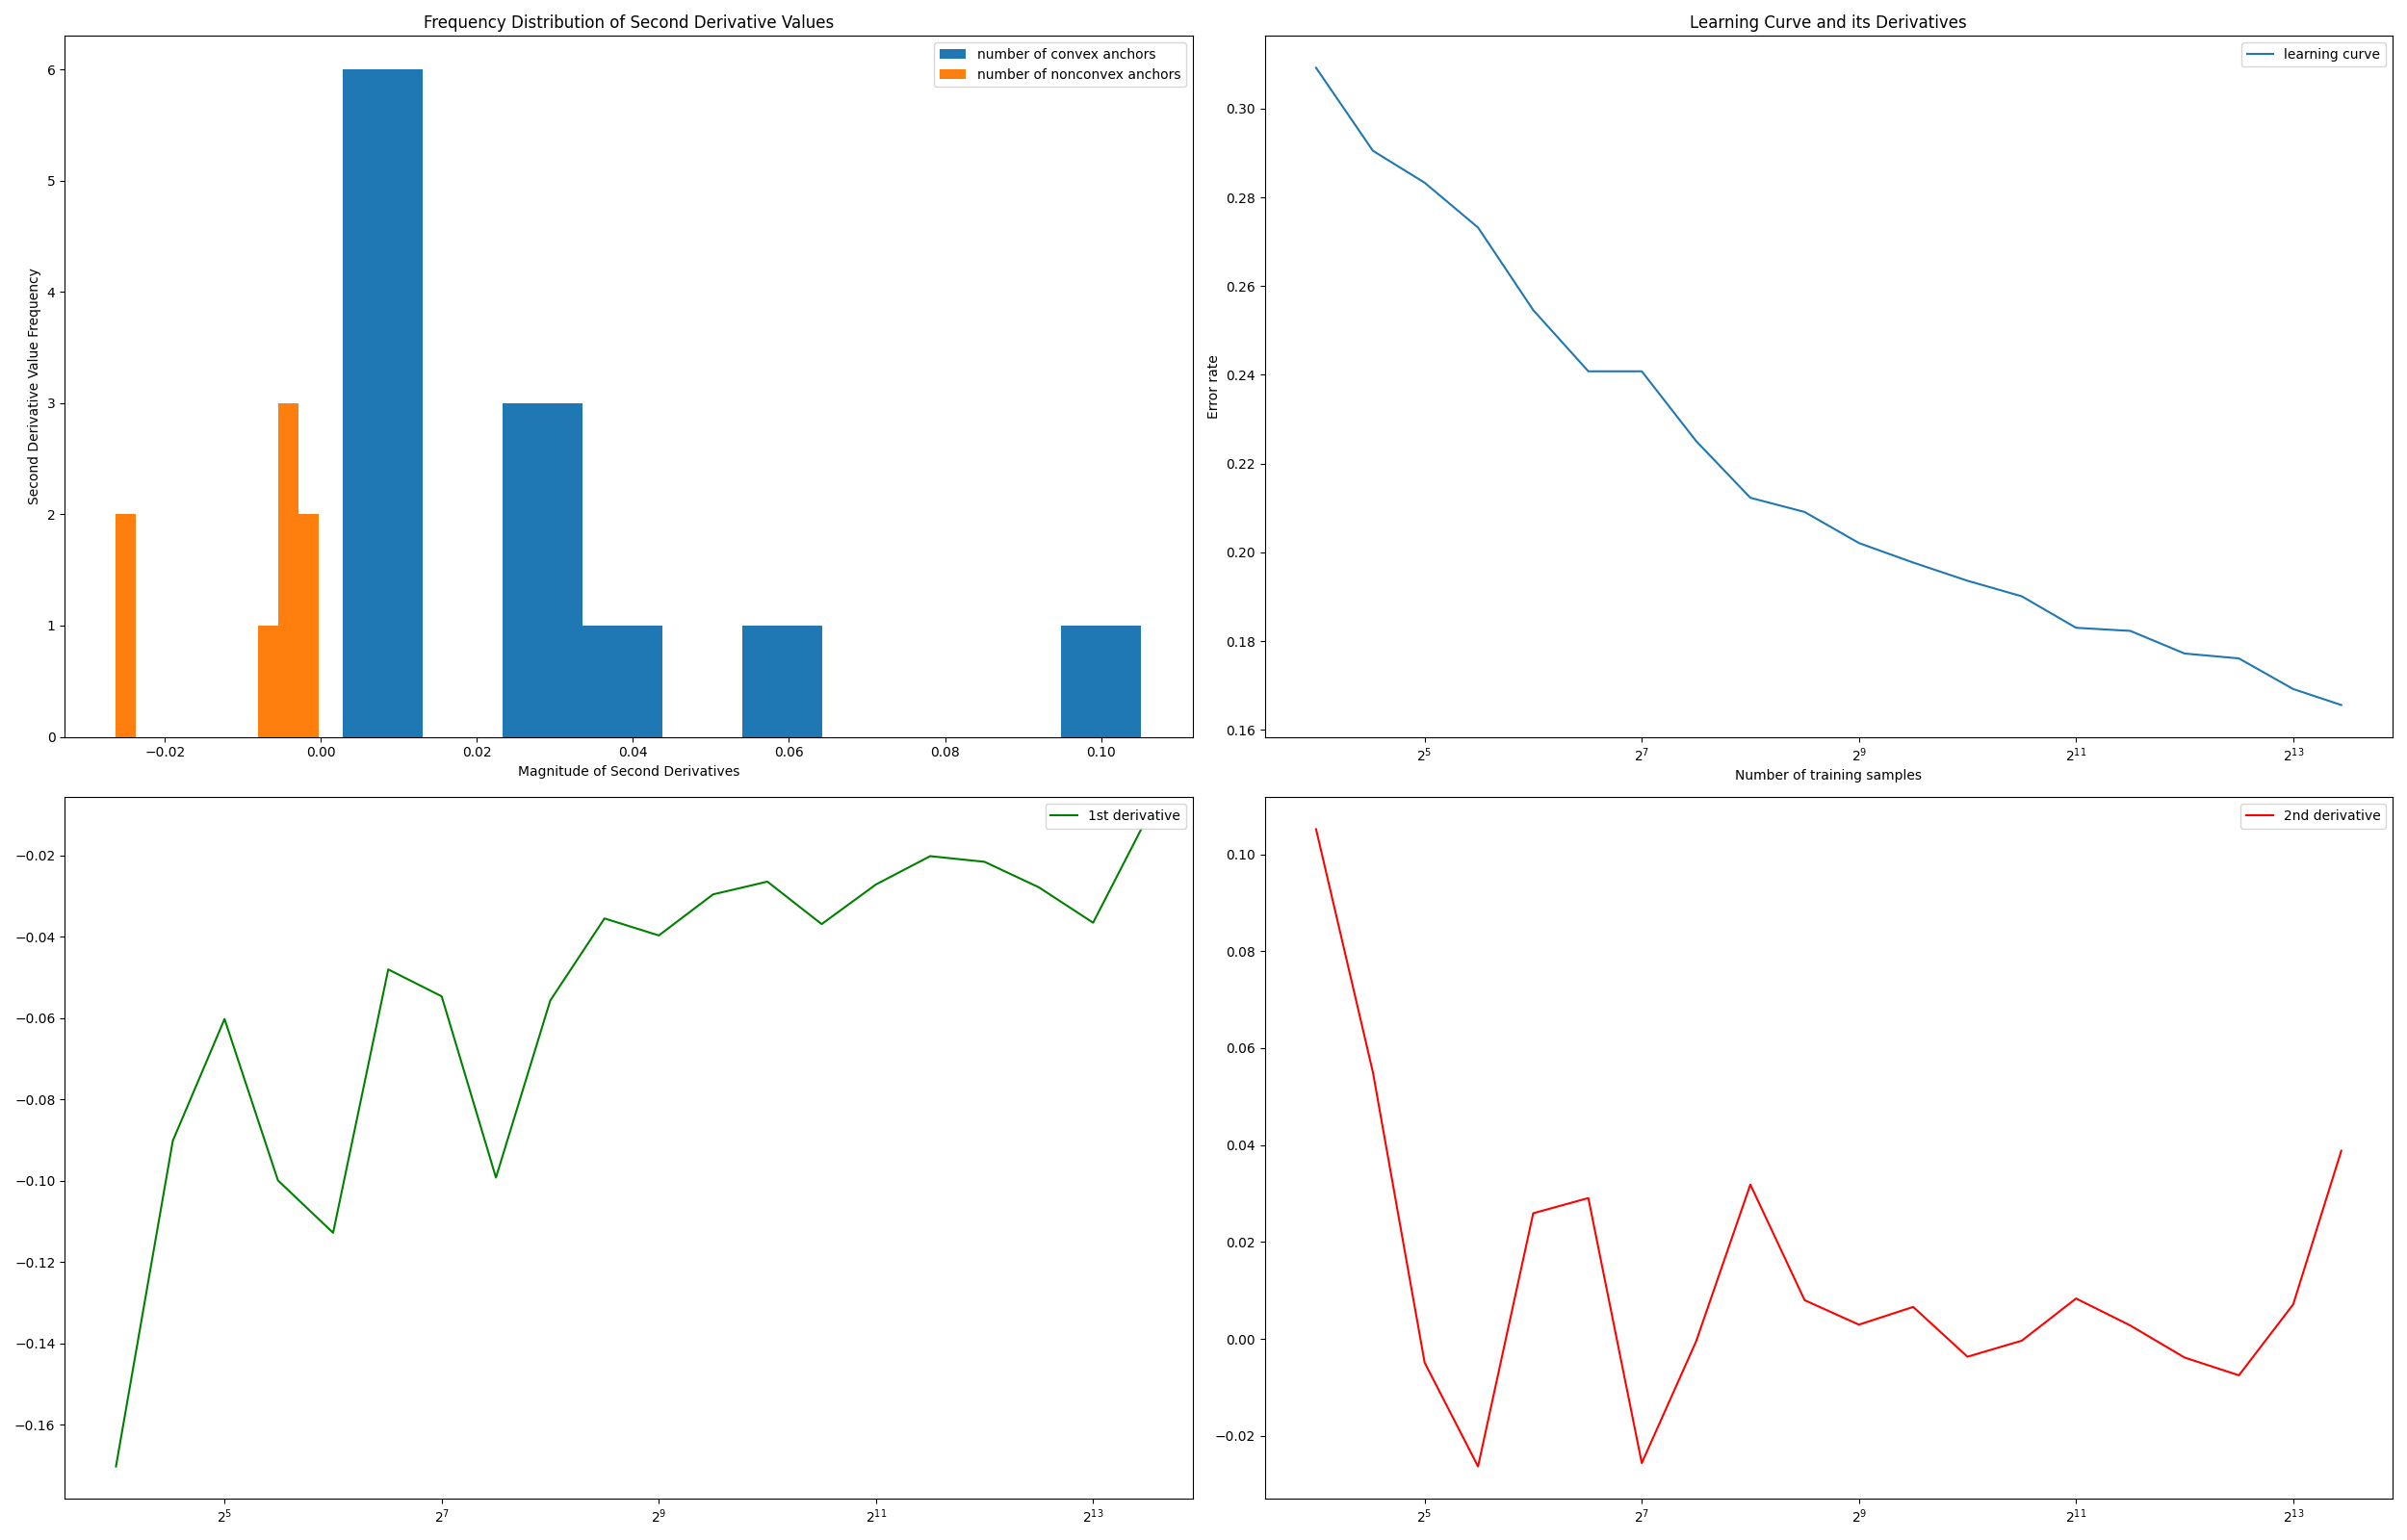 Frequency Distribution of Second Derivative Values
number of convex anchors
number of nonconvex anchors
6
5
4
3
2
1
0
Second Derivative Value Frequency
−0.02 0.00 0.02 0.04 0.06 0.08 0.10
Magnitude of Second Derivatives
Learning Curve and its Derivatives
learning curve
0.30
0.28
0.26
0.24
0.22
0.20
0.18
0.16
Error rate
2^5 2^7 2^9 2^11 2^13
Number of training samples
1st derivative
−0.02
−0.04
−0.06
−0.08
−0.10
−0.12
−0.14
−0.16
2^5 2^7 2^9 2^11 2^13
2nd derivative
0.10
0.08
0.06
0.04
0.02
0.00
−0.02
2^5 2^7 2^9 2^11 2^13